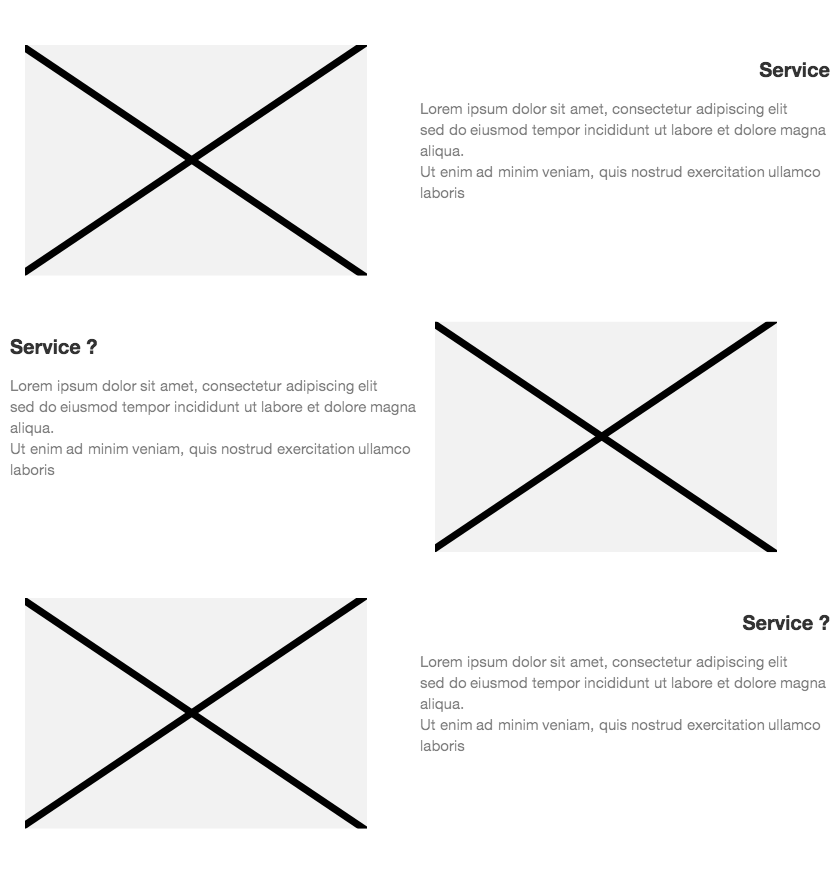 Service
Lorem ipsum dolor sit amet, consectetur adipiscing elit
sed do eiusmod tempor incididunt ut labore et dolore magna
aliqua.
Ut enim ad minim veniam, quis nostrud exercitation ullamco
laboris
Service ?
Lorem ipsum dolor sit amet, consectetur adipiscing elit
sed do eiusmod tempor incididunt ut labore et dolore magna
aliqua.
Ut enim ad minim veniam, quis nostrud exercitation ullamco
laboris
Service ?
Lorem ipsum dolor sit amet, consectetur adipiscing elit
sed do eiusmod tempor incididunt ut labore et dolore magna
aliqua.
Ut enim ad minim veniam, quis nostrud exercitation ullamco
laboris